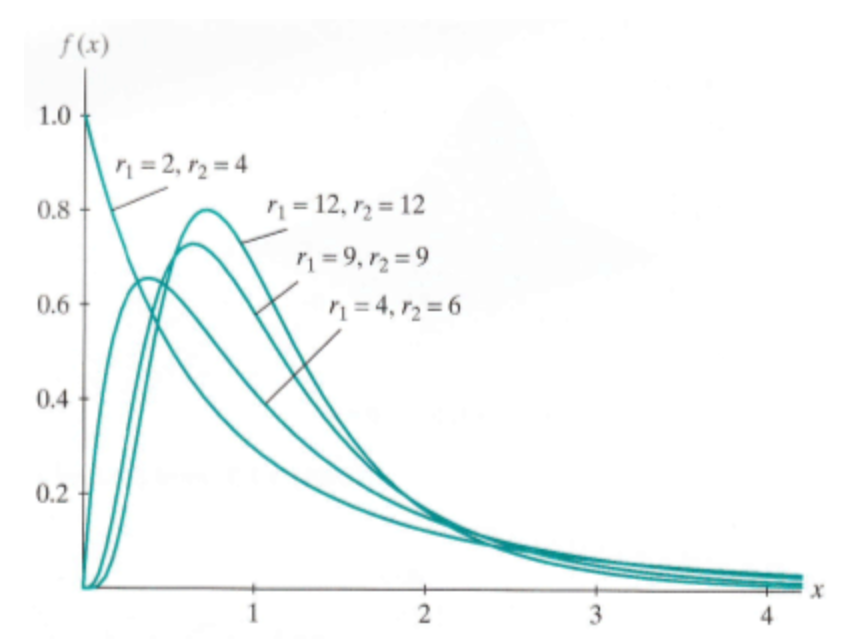 f(x)
1.0
r₁ = 2, r₂ = 4
0.8
r₁ = 12, r₂ = 12
r₁ = 9, r₂ = 9
0.6
r₁ = 4, r₂ = 6
0.4
0.2
x
1 2 3 4